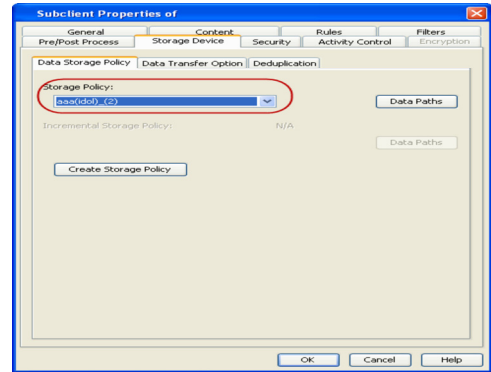 Subclient Properties of
General Content Rules Filters
Pre/Post Process Storage Device Security Activity Control Encryption
Data Storage Policy Data Transfer Option Deduplication
Storage Policy:
aaa(idol)_(2) Data Paths
Incremental Storage Policy: N/A
Data Paths
Create Storage Policy
OK Cancel Help